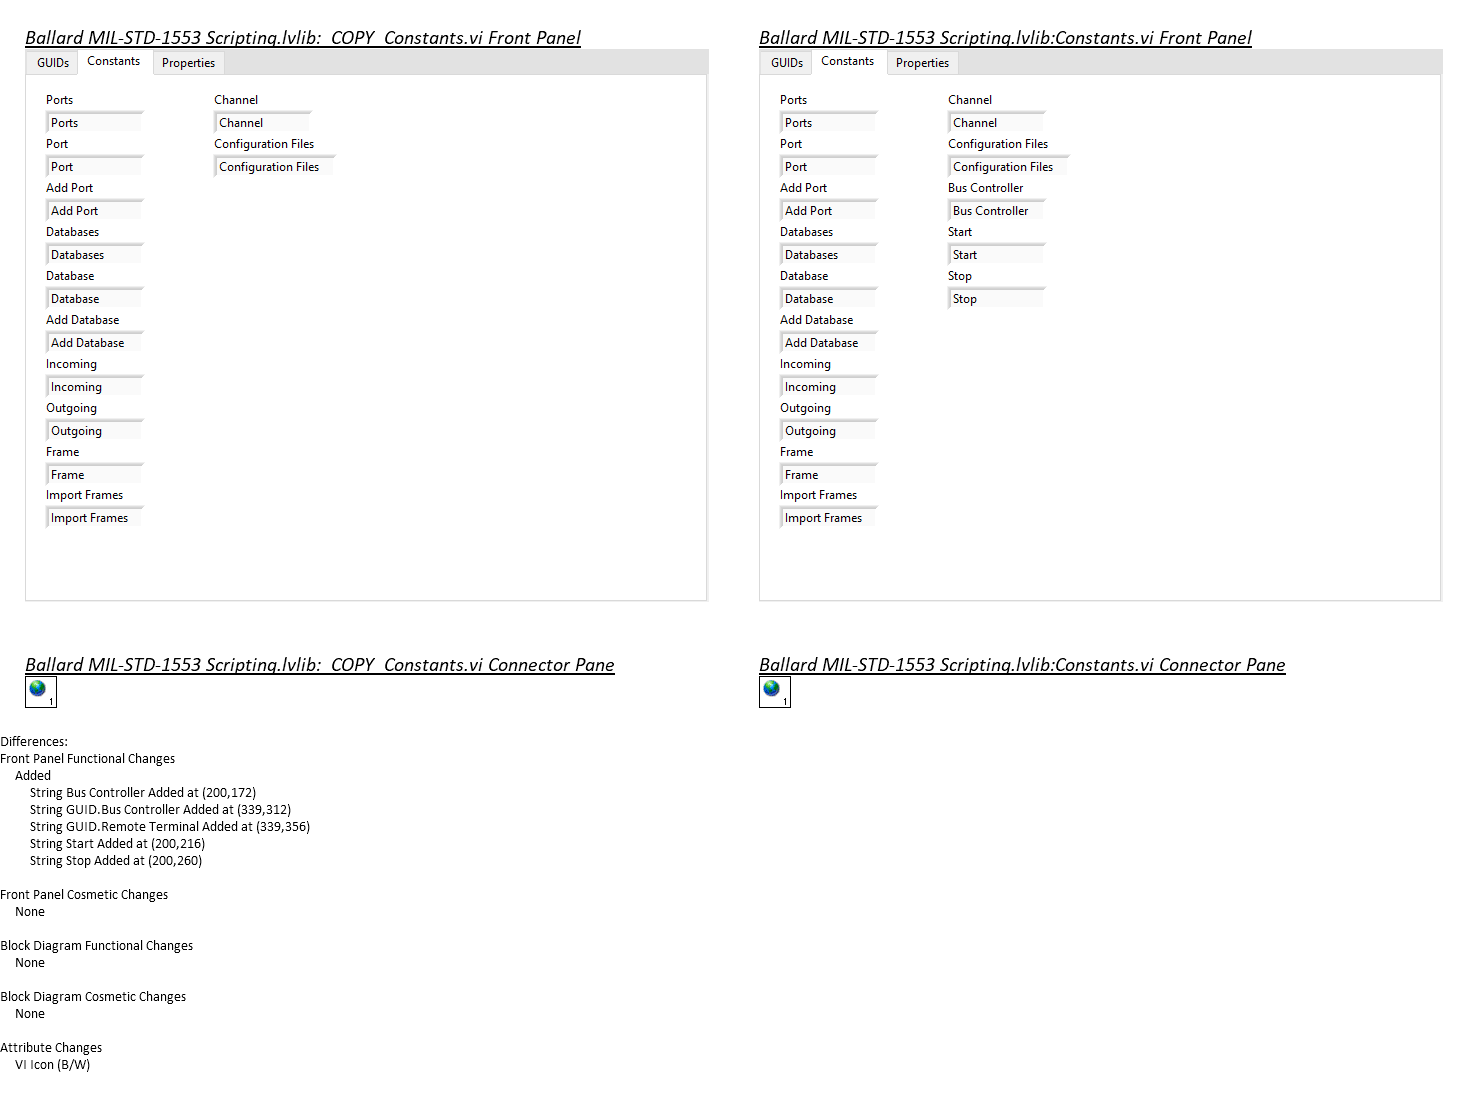 Ballard MIL-STD-1553 Scripting.lvlib:_COPY_Constants.vi Front Panel
GUIDs Constants Properties
Ports Channel
Ports Channel
Port Configuration Files
Port Configuration Files
Add Port
Add Port
Databases
Databases
Database
Database
Add Database
Add Database
Incoming
Incoming
Outgoing
Outgoing
Frame
Frame
Import Frames
Import Frames
Ballard MIL-STD-1553 Scripting.lvlib:Constants.vi Front Panel
GUIDs Constants Properties
Ports Channel
Ports Channel
Port Configuration Files
Port Configuration Files
Add Port Bus Controller
Add Port Bus Controller
Databases Start
Databases Start
Database Stop
Database Stop
Add Database
Add Database
Incoming
Incoming
Outgoing
Outgoing
Frame
Frame
Import Frames
Import Frames
Ballard MIL-STD-1553 Scripting.lvlib:_COPY_Constants.vi Connector Pane
1
Ballard MIL-STD-1553 Scripting.lvlib:Constants.vi Connector Pane
1
Differences:
Front Panel Functional Changes
Added
String Bus Controller Added at (200,172)
String GUID.Bus Controller Added at (339,312)
String GUID.Remote Terminal Added at (339,356)
String Start Added at (200,216)
String Stop Added at (200,260)
Front Panel Cosmetic Changes
None
Block Diagram Functional Changes
None
Block Diagram Cosmetic Changes
None
Attribute Changes
VI Icon (B/W)